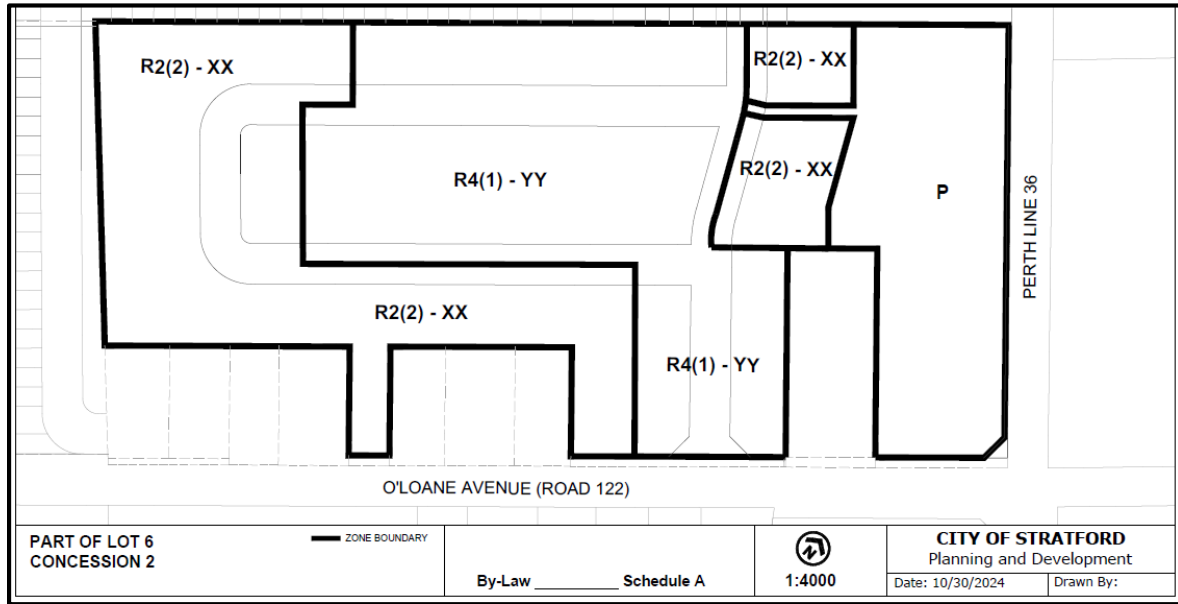 R2(2) - XX
R2(2) - XX
R4(1) - YY
R2(2) - XX
P
PERTH LINE 36
R2(2) - XX
R4(1) - YY
O'LOANE AVENUE (ROAD 122)
PART OF LOT 6
CONCESSION 2
ZONE BOUNDARY
By-Law ________ Schedule A
N
1:4000
CITY OF STRATFORD
Planning and Development
Date: 10/30/2024
Drawn By: